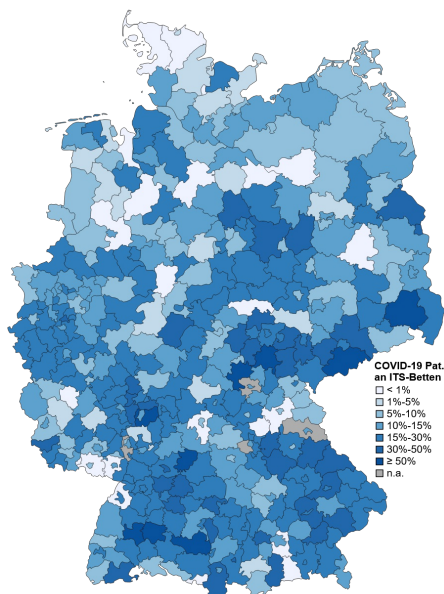 COVID-19 Pat.
an ITS-Betten
< 1%
1%-5%
5%-10%
10%-15%
15%-30%
30%-50%
≥ 50%
n.a.